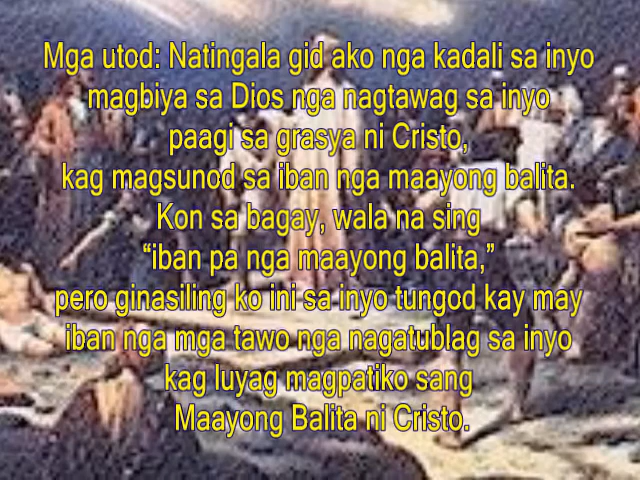 Mga utod: Natingala gid ako nga kadali sa inyo
magbiya sa Dios nga nagtawag sa inyo
paagi sa grasya ni Cristo,
kag magsunod sa iban nga maayong balita.
Kon sa bagay, wala na sing
“iban pa nga maayong balita,”
pero ginasiling ko ini sa inyo tungod kay may
iban nga mga tawo nga nagatublag sa inyo
kag luyag magpatiko sang
Maayong Balita ni Cristo.